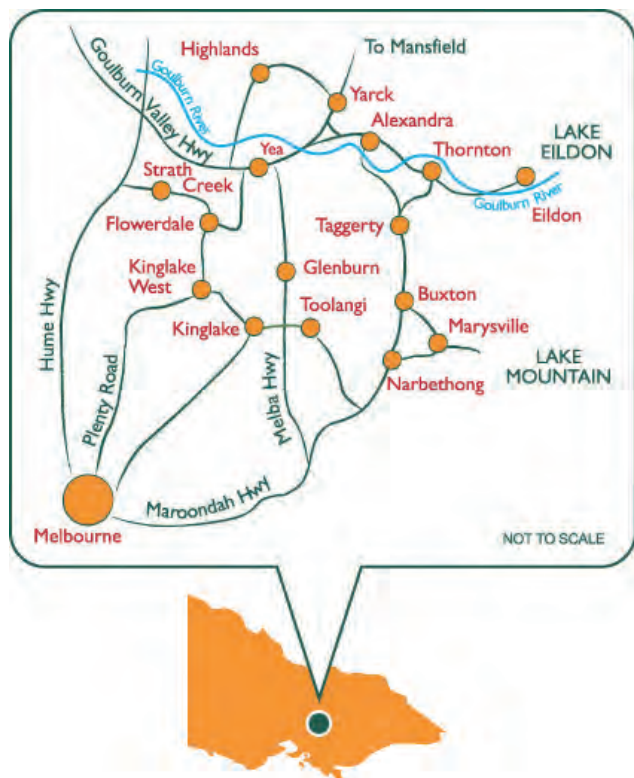 Highlands
To Mansfield
Goulburn Valley Hwy
Goulburn River
Yarck
Alexandra
LAKE
EILDON
Yea
Thornton
Strath
Creek
Goulburn River
Eildon
Flowerdale
Taggerty
Kinglake
West
Glenburn
Buxton
Toolangi
Kinglake
Marysville
Hume Hwy
Plenty Road
Melba Hwy
LAKE
MOUNTAIN
Narbethong
Maroondah Hwy
Melbourne
NOT TO SCALE